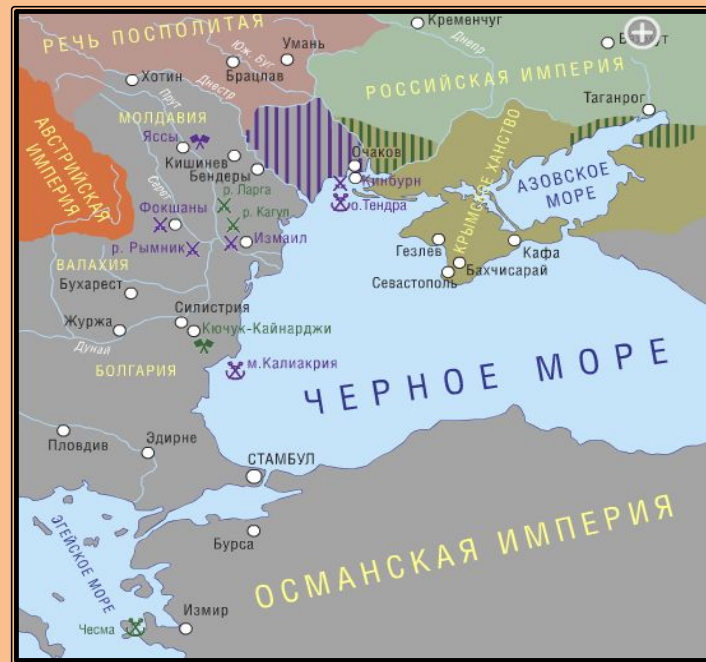 Кременчуг
РЕЧЬ ПОСПОЛИТАЯ
Умань
Юж. Буг
Днепр
Брацлав
Хотин
Днестр
РОССИЙСКАЯ ИМПЕРИЯ
Прут
Таганрог
МОЛДАВИЯ
АВСТРИЙСКАЯ
ИМПЕРИЯ
Яссы
Кишинев
Бендеры
Очаков
Кинбурн
КРЫМСКОЕ ХАНСТВО
АЗОВСКОЕ
МОРЕ
р. Ларга
о.Тендра
Фокшаны
р. Кагул
р. Рымник
Измаил
Гезлев
Кафа
ВАЛАХИЯ
Бахчисарай
Севастополь
Бухарест
Силистрия
Журжа
Кючук-Кайнарджи
Дунай
БОЛГАРИЯ
м.Калиакрия
ЧЕРНОЕ МОРЕ
Пловдив
Эдирне
СТАМБУЛ
ЭГЕЙСКОЕ МОРЕ
Бурса
ОСМАНСКАЯ ИМПЕРИЯ
Чесма
Измир